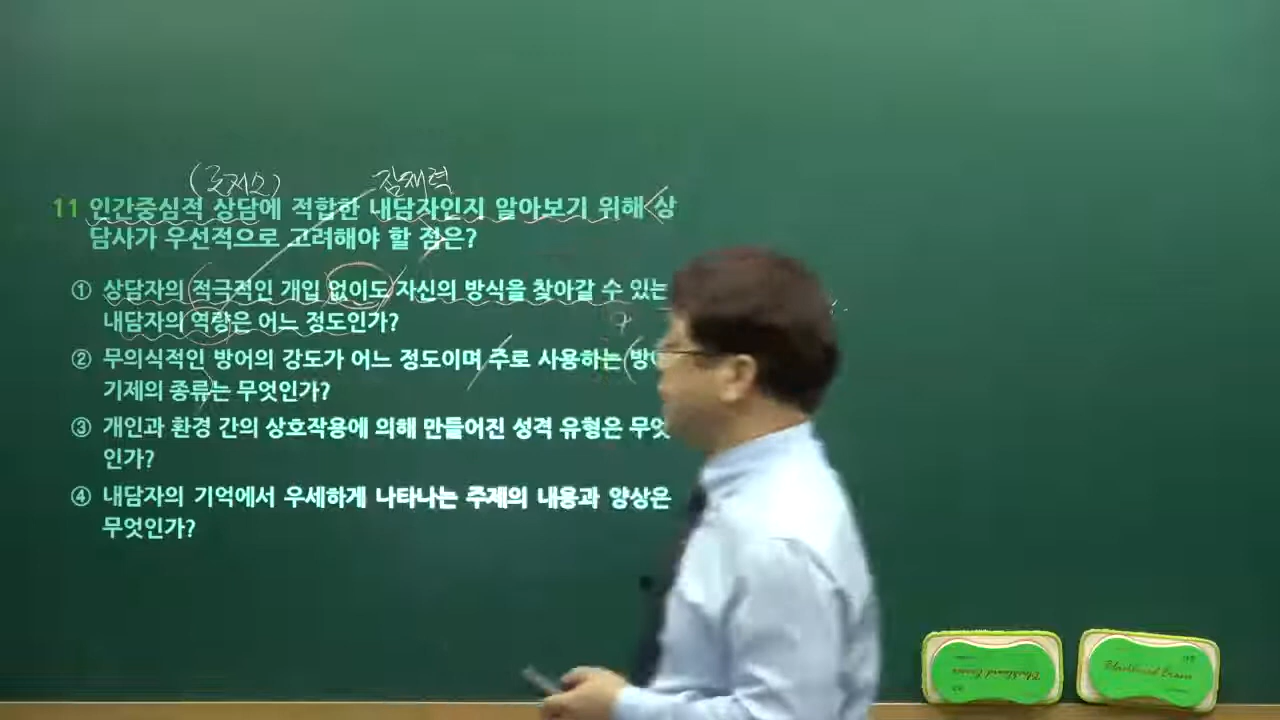 (로저스) 잠재력
11 인간중심적 상담에 적합한 내담자인지 알아보기 위해 상
담사가 우선적으로 고려해야 할 점은?
① 상담자의 적극적인 개입 없이도 자신의 방식을 찾아갈 수 있는
내담자의 역량은 어느 정도인가?
② 무의식적인 방어의 강도가 어느 정도이며 주로 사용하는 방어
기제의 종류는 무엇인가?
③ 개인과 환경 간의 상호작용에 의해 만들어진 성격 유형은 무엇
인가?
④ 내담자의 기억에서 우세하게 나타나는 주제의 내용과 양상은
무엇인가?
Blackboard Eraser
Blackboard Eraser